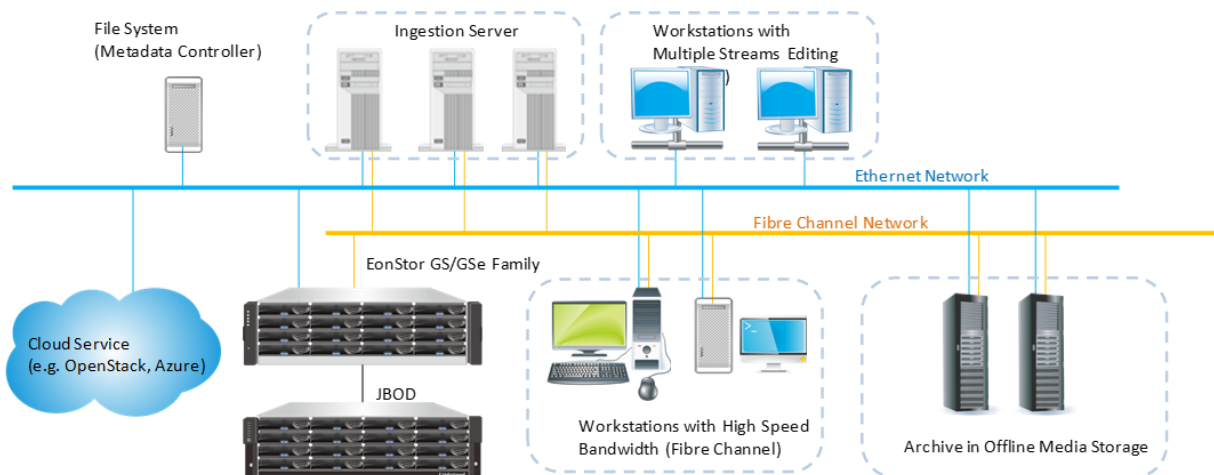 File System
(Metadata Controller)
Ingestion Server
Workstations with
Multiple Streams Editing
)
Ethernet Network
Fibre Channel Network
EonStor GS/GSe Family
>_
Cloud Service
(e.g. OpenStack, Azure)
JBOD
Workstations with High Speed
Bandwidth (Fibre Channel)
Archive in Offline Media Storage